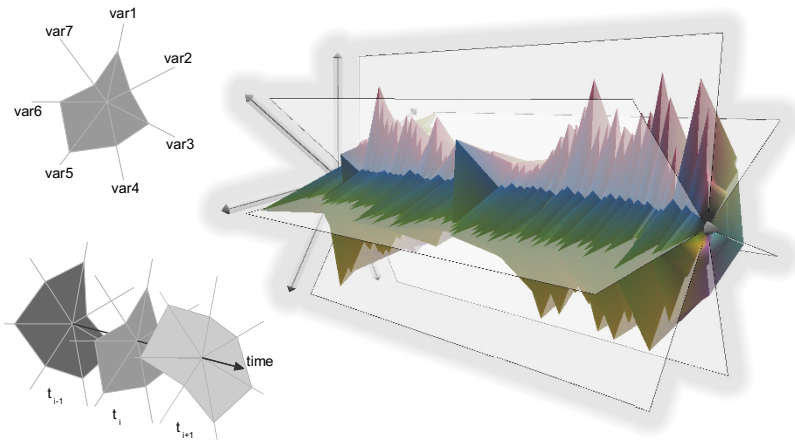 var1
var7
var2
var6
var3
var5
var4
time
t i-1
t i
t i+1